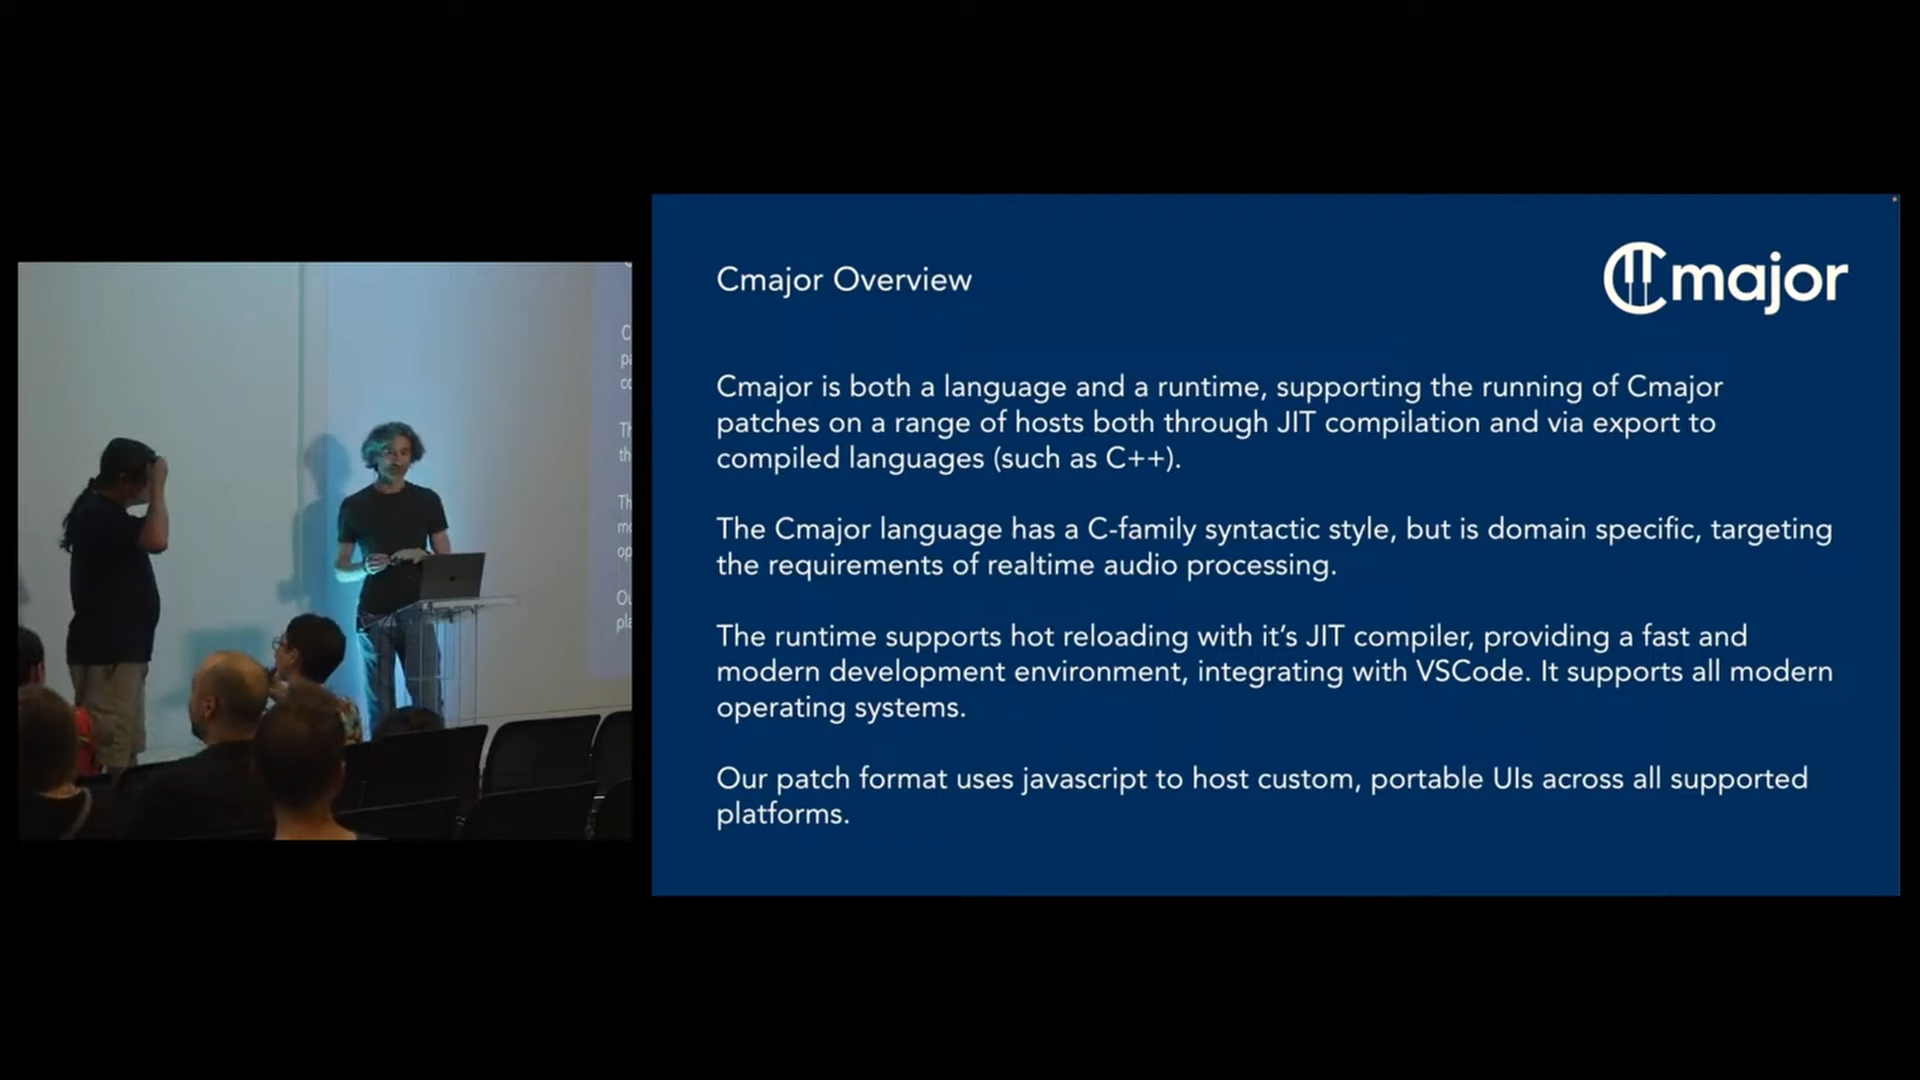 Cmajor Overview
Cmajor
Cmajor is both a language and a runtime, supporting the running of Cmajor
patches on a range of hosts both through JIT compilation and via export to
compiled languages (such as C++).
The Cmajor language has a C-family syntactic style, but is domain specific, targeting
the requirements of realtime audio processing.
The runtime supports hot reloading with it’s JIT compiler, providing a fast and
modern development environment, integrating with VSCode. It supports all modern
operating systems.
Our patch format uses javascript to host custom, portable UIs across all supported
platforms.